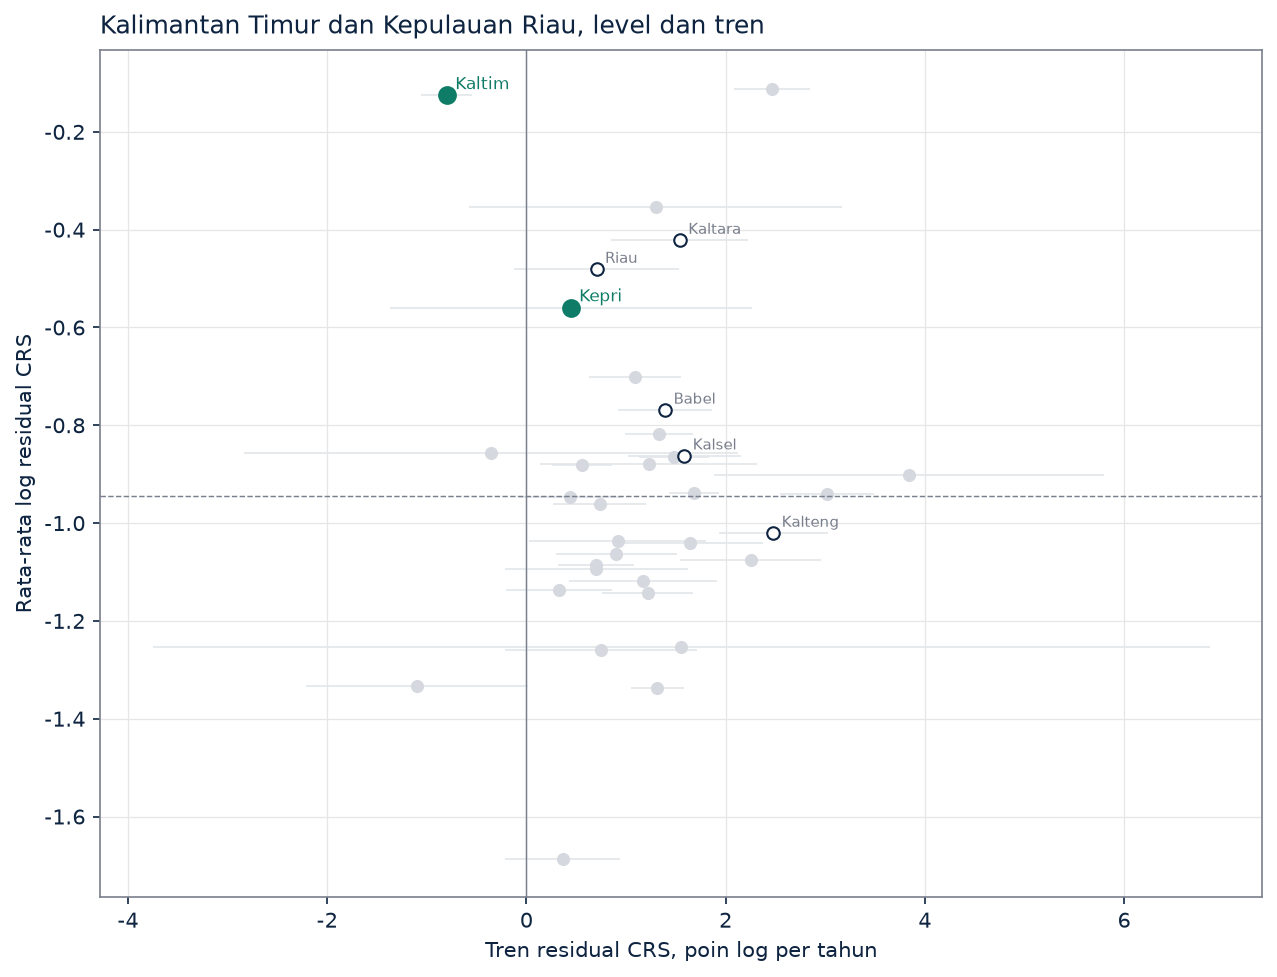 Kalimantan Timur dan Kepulauan Riau, level dan tren
Kaltim
-0.2
-0.4
Kaltara
Riau
Kepri
-0.6
Babel
-0.8
Kalsel
-1.0
Kalteng
-1.2
-1.4
-1.6
Rata-rata log residual CRS
-4
-2
0
2
4
6
Tren residual CRS, poin log per tahun